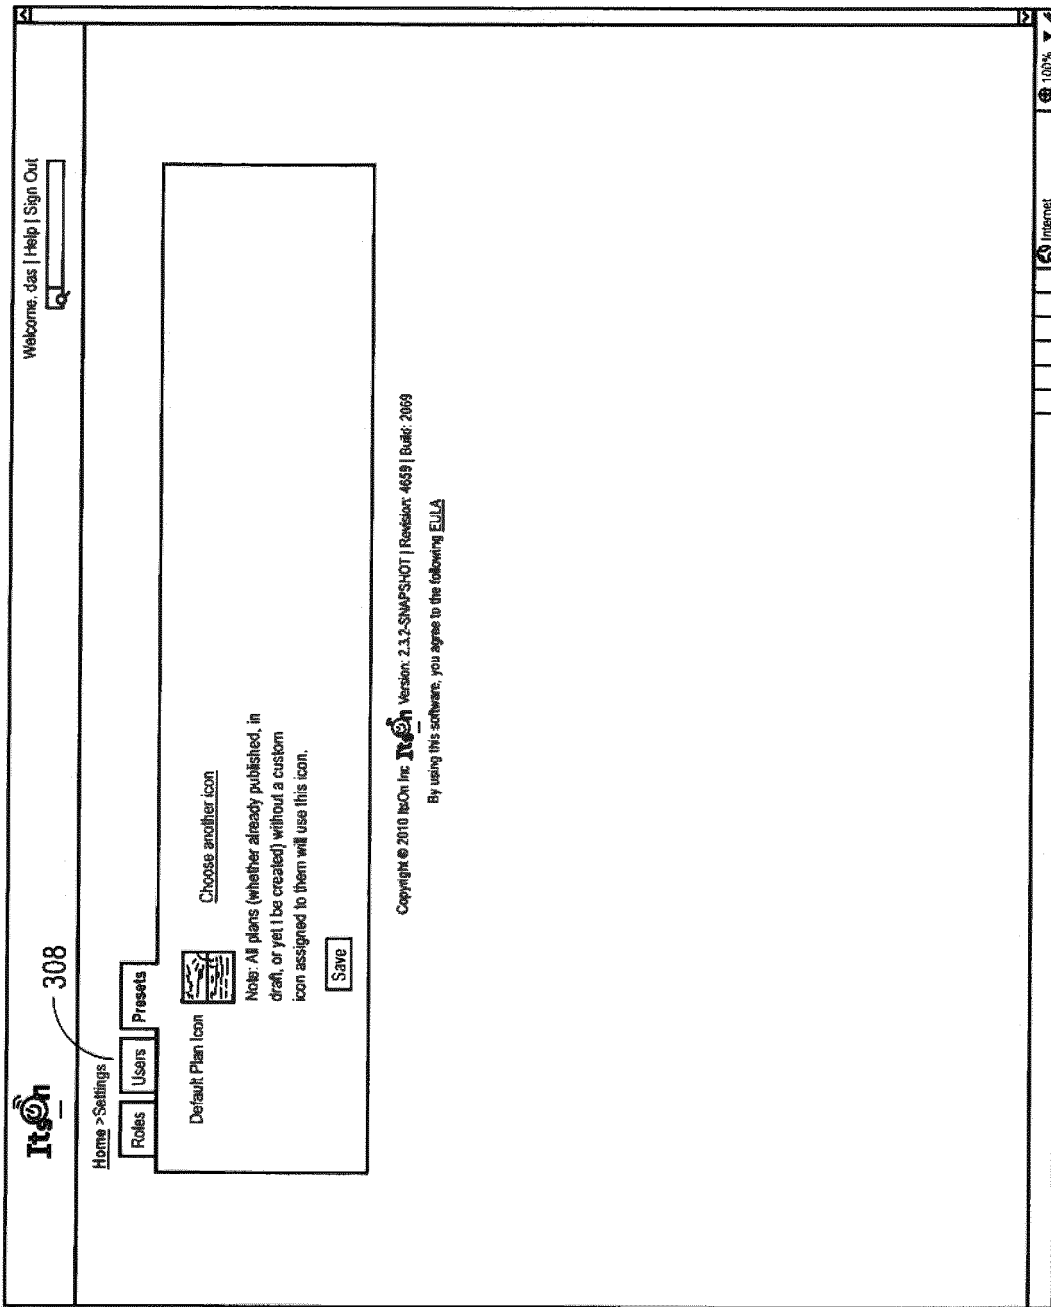 ItsOn
Welcome, das | Help | Sign Out
308
Home >Settings
Roles
Users
Presets
Default Plan Icon
Choose another icon
Note: All plans (whether already published, in
draft, or yet l be created) without a custom
icon assigned to them will use this icon.
Save
Copyright © 2010 ItsOn Inc ItsOn Version: 2.3.2-SNAPSHOT | Revision: 4659 | Build: 2069
By using this software, you agree to the following EULA
Internet
100%